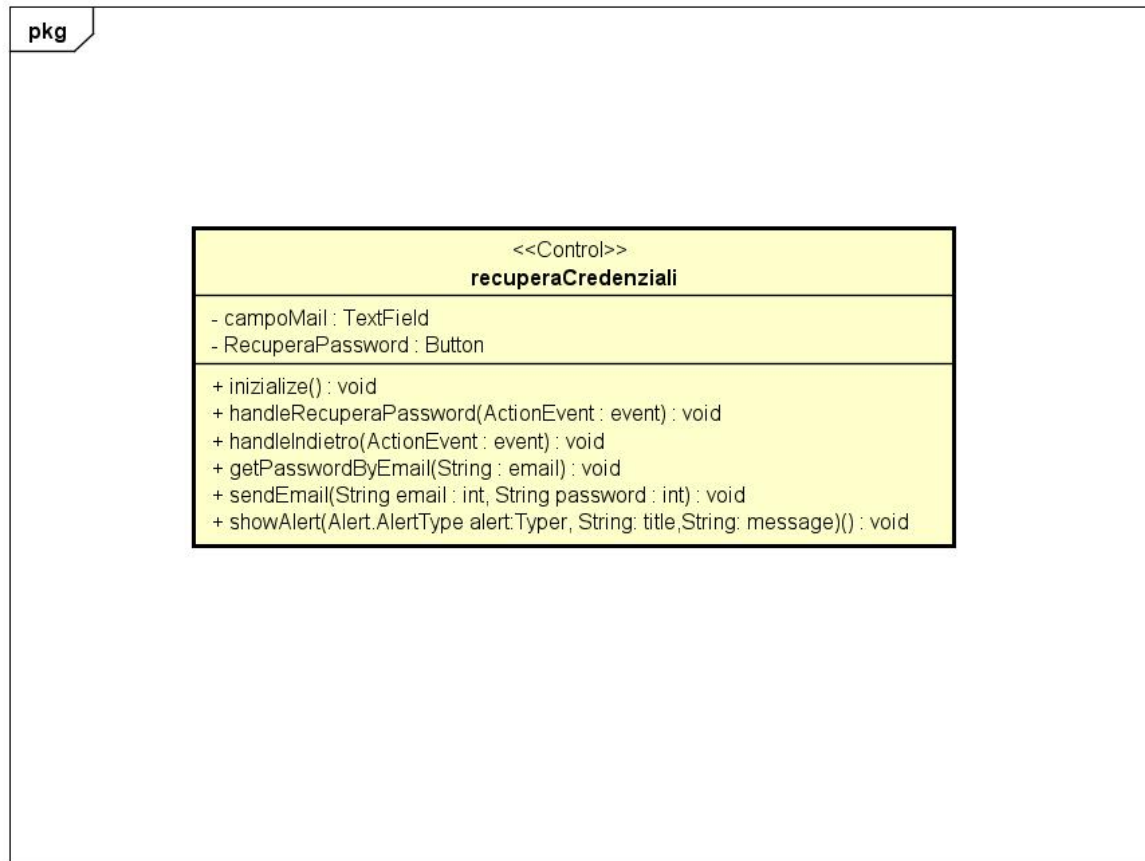 pkg
<<Control>>
recuperaCredenziali
- campoMail : TextField
- RecuperaPassword : Button
+ inizialize() : void
+ handleRecuperaPassword(ActionEvent : event) : void
+ handleIndietro(ActionEvent : event) : void
+ getPasswordByEmail(String : email) : void
+ sendEmail(String email : int, String password : int) : void
+ showAlert(Alert.AlertType alert:Typer, String: title,String: message)() : void